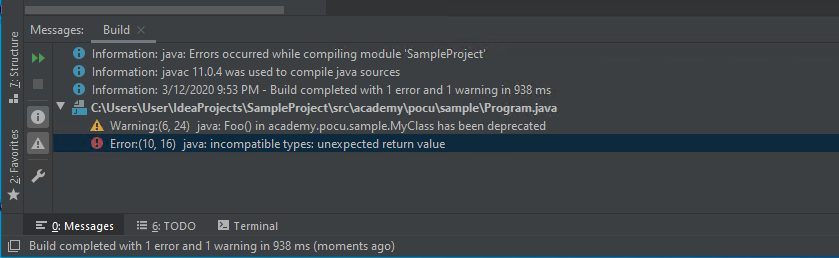 Messages: Build
Information: java: Errors occurred while compiling module 'SampleProject'
Information: javac 11.0.4 was used to compile java sources
Information: 3/12/2020 9:53 PM - Build completed with 1 error and 1 warning in 938 ms
C:\Users\User\IdeaProjects\SampleProject\src\academy\pocu\sample\Program.java
Warning:(6, 24) java: Foo() in academy.pocu.sample.MyClass has been deprecated
Error:(10, 16) java: incompatible types: unexpected return value
7: Structure
2: Favorites
0: Messages 6: TODO Terminal
Build completed with 1 error and 1 warning in 938 ms (moments ago)